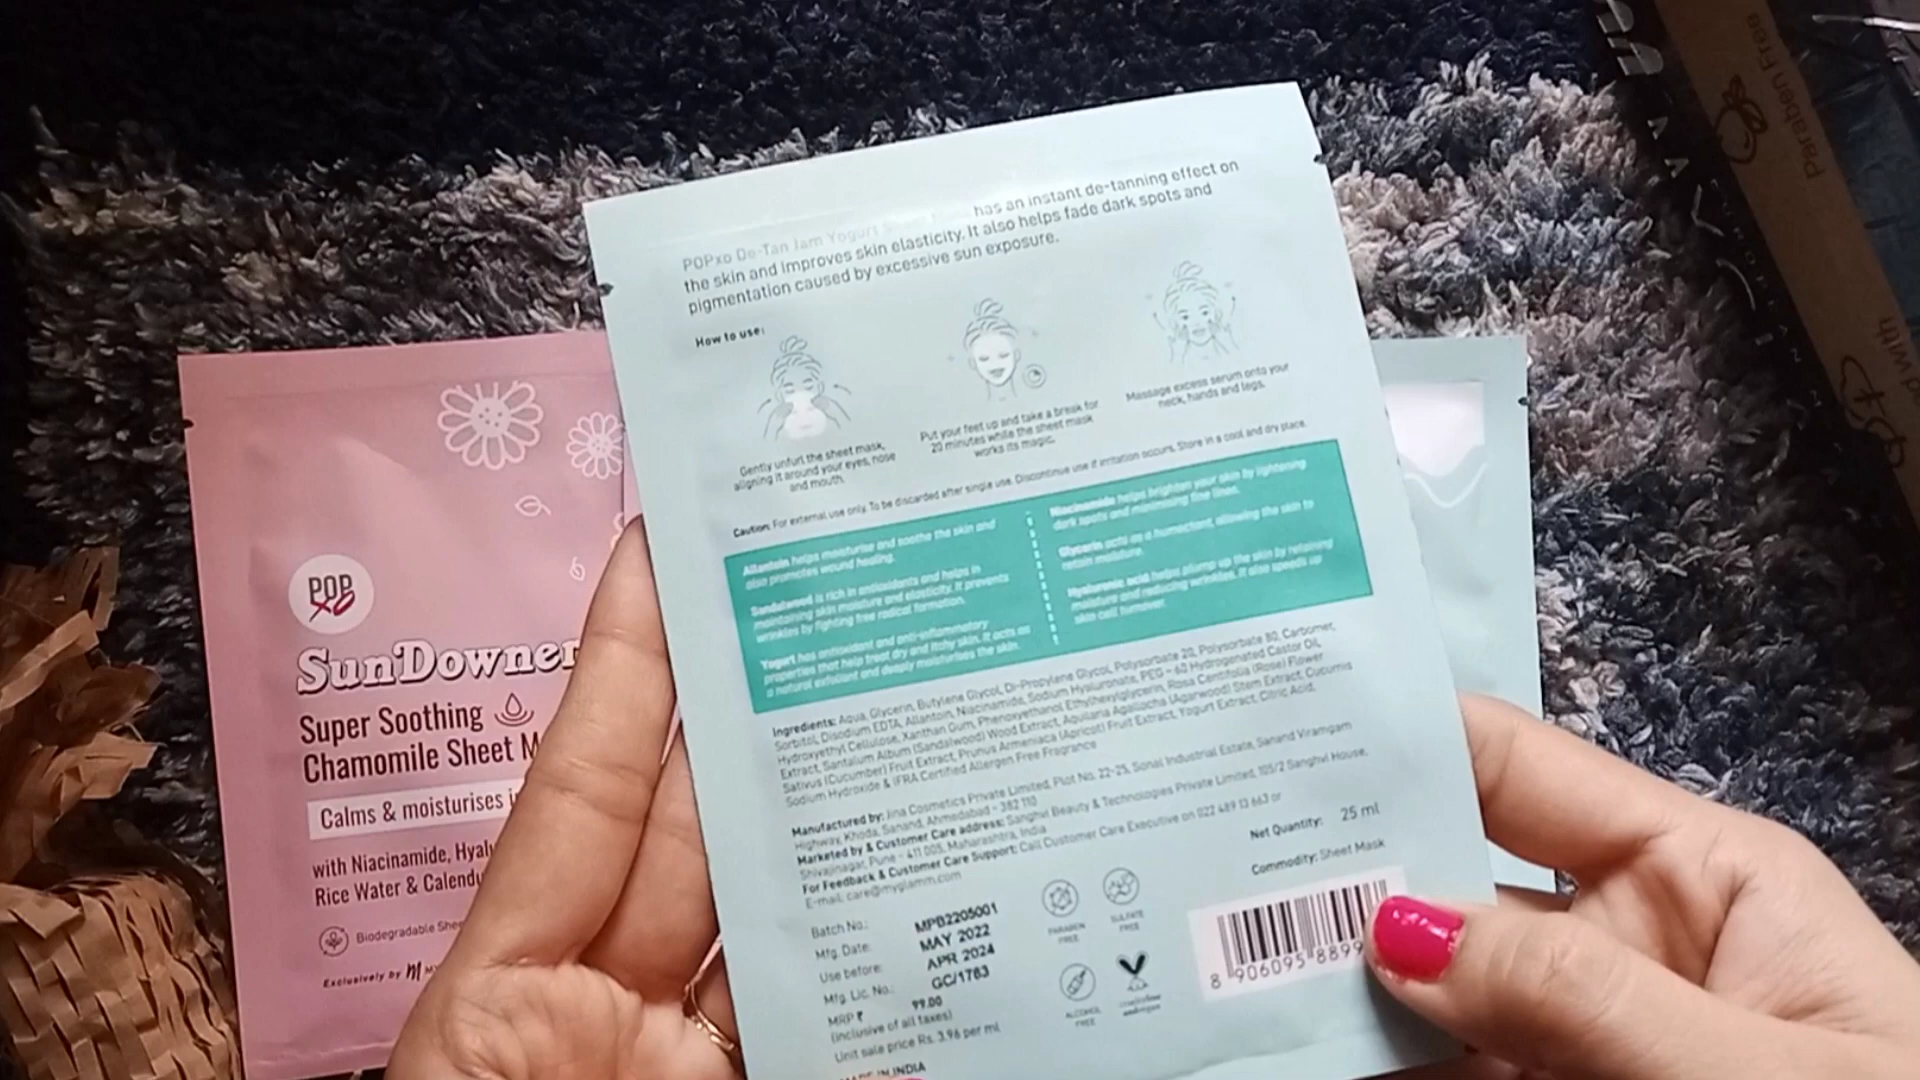 Paraben Free
POPxo De-Tan Jam Yogurt has an instant de-tanning effect on
the skin and improves skin elasticity. It also helps fade dark spots and
pigmentation caused by excessive sun exposure.
How to use:
Gently unfurl the sheet mask,
aligning it around your eyes, nose
and mouth.
Put your feet up and take a break for
20 minutes while the sheet mask
works its magic.
Massage excess serum onto your
neck, hands and legs.
Caution: For external use only. To be discarded after single use. Discontinue use if irritation occurs. Store in a cool and dry place.
Allantoin helps moisturise and soothe the skin and
also promotes wound healing.
Sandalwood is rich in antioxidants and helps in
maintaining skin moisture and elasticity. It prevents
wrinkles by fighting free radical formation.
Yogurt has antioxidant and anti-inflammatory
properties that help treat dry and itchy skin. It acts as
a natural exfoliant and deeply moisturises the skin.
Niacinamide helps brighten your skin by lightening
dark spots and minimising fine lines.
Glycerin acts as a humectant, allowing the skin to
retain moisture.
Hyaluronic acid helps plump up the skin by retaining
moisture and reducing wrinkles. It also speeds up
skin cell turnover.
Ingredients: Aqua, Glycerin, Butylene Glycol, Di-Propylene Glycol, Polysorbate 20, Polysorbate 80, Carbomer,
Sorbitol, Disodium EDTA, Allantoin, Niacinamide, Sodium Hyaluronate, PEG - 60 Hydrogenated Castor Oil,
Hydroxyethyl Cellulose, Xanthan Gum, Phenoxyethanol Ethylhexylglycerin, Rosa Centifolia (Rose) Flower
Extract, Santalum Album (Sandalwood) Wood Extract, Aquilaria Agallocha (Agarwood) Stem Extract, Cucumis
Sativus (Cucumber) Fruit Extract, Prunus Armeniaca (Apricot) Fruit Extract, Yogurt Extract, Citric Acid,
Sodium Hydroxide & IFRA Certified Allergen Free Fragrance
Manufactured by: Jina Cosmetics Private Limited, Plot No. 22-25, Sonal Industrial Estate, Sanand Viramgam
Highway, Khoda, Sanand, Ahmedabad - 382 110
Marketed by & Customer Care address: Sanghvi Beauty & Technologies Private Limited, 105/2 Sanghvi House,
Shivajinagar, Pune - 411 005, Maharashtra, India
For Feedback & Customer Care Support: Call Customer Care Executive on 022 489 13 663 or
E-mail: care@myglamm.com
Net Quantity: 25 ml
Commodity: Sheet Mask
Batch No.: MPB2205001
Mfg. Date: MAY 2022
Use before: APR 2024
Mfg. Lic. No.: GC/1783
MRP ₹ 99.00
(inclusive of all taxes)
Unit sale price Rs. 3.96 per ml
MADE IN INDIA
PARABEN
FREE
SULFATE
FREE
ALCOHOL
FREE
8 906095 8899
POP
xo
SunDowner
Super Soothing
Chamomile Sheet M
Calms & moisturises
with Niacinamide, Hyalu
Rice Water & Calendu
Biodegradable Shee
Exclusively by